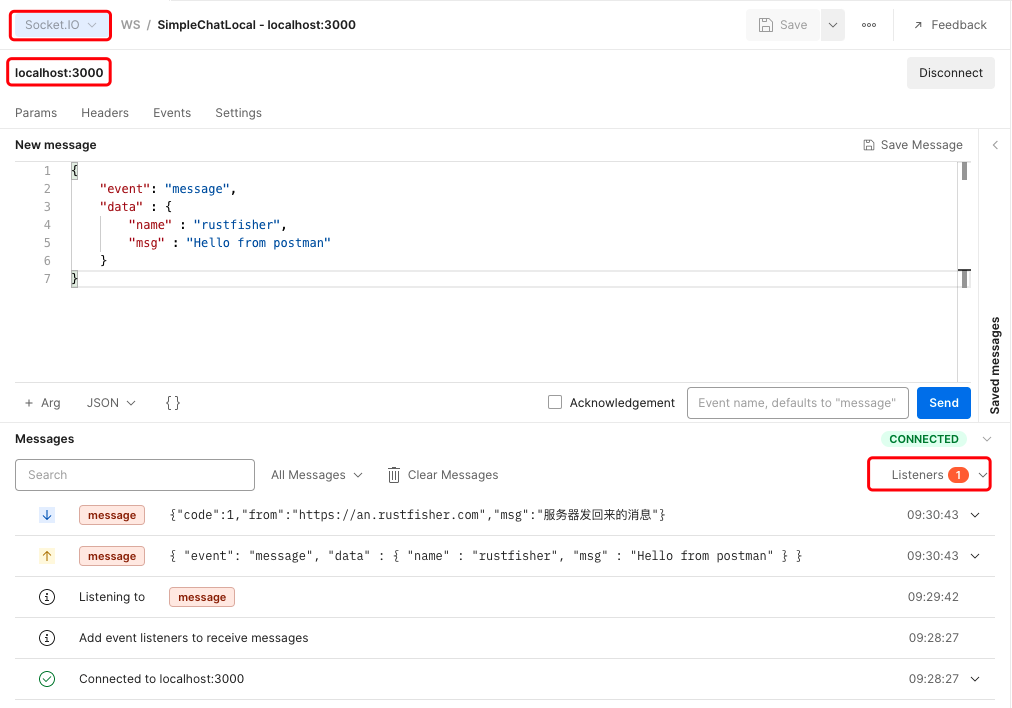 Socket.IO WS / SimpleChatLocal - localhost:3000 Save ooo Feedback
localhost:3000 Disconnect
Params Headers Events Settings
New message Save Message
1 {
2 "event": "message",
3 "data" : {
4 "name" : "rustfisher",
5 "msg" : "Hello from postman"
6 }
7 }
Saved messages
+ Arg JSON {} Acknowledgement Event name, defaults to "message" Send
Messages CONNECTED
Search All Messages Clear Messages Listeners 1
message {"code":1,"from":"https://an.rustfisher.com","msg":"服务器发回来的消息"} 09:30:43
message { "event": "message", "data" : { "name" : "rustfisher", "msg" : "Hello from postman" } } 09:30:43
Listening to message 09:29:42
Add event listeners to receive messages 09:28:27
Connected to localhost:3000 09:28:27